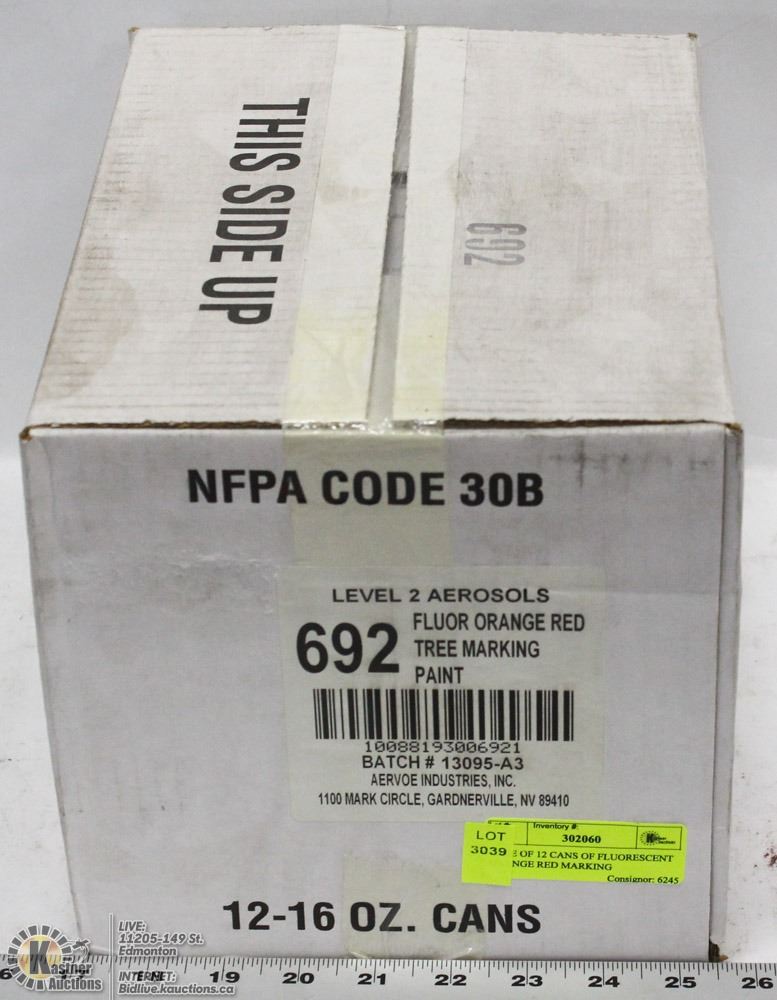 THIS SIDE UP
692
NFPA CODE 30B
LEVEL 2 AEROSOLS
692
FLUOR ORANGE RED
TREE MARKING
PAINT
10088193006921
BATCH # 13095-A3
AERVOE INDUSTRIES, INC.
1100 MARK CIRCLE, GARDNERVILLE, NV 89410
LOT
3039
Inventory #:
302060
OF 12 CANS OF FLUORESCENT
RED MARKING
Consignor: 6245
12-16 OZ. CANS
Kastner
Auctions
LIVE:
11205-149 St.
Edmonton
INTERNET:
Bidlive.kauctions.ca
19 20 21 22 23 24 25 26